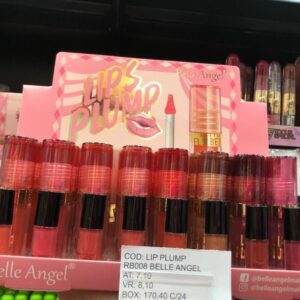 LIPS
PLUMP
Belle Angel®
Belle Angel®
COD: LIP PLUMP
RB008 BELLE ANGEL
AT: 7,10
VR: 8,10
BOX: 170,40 C/24